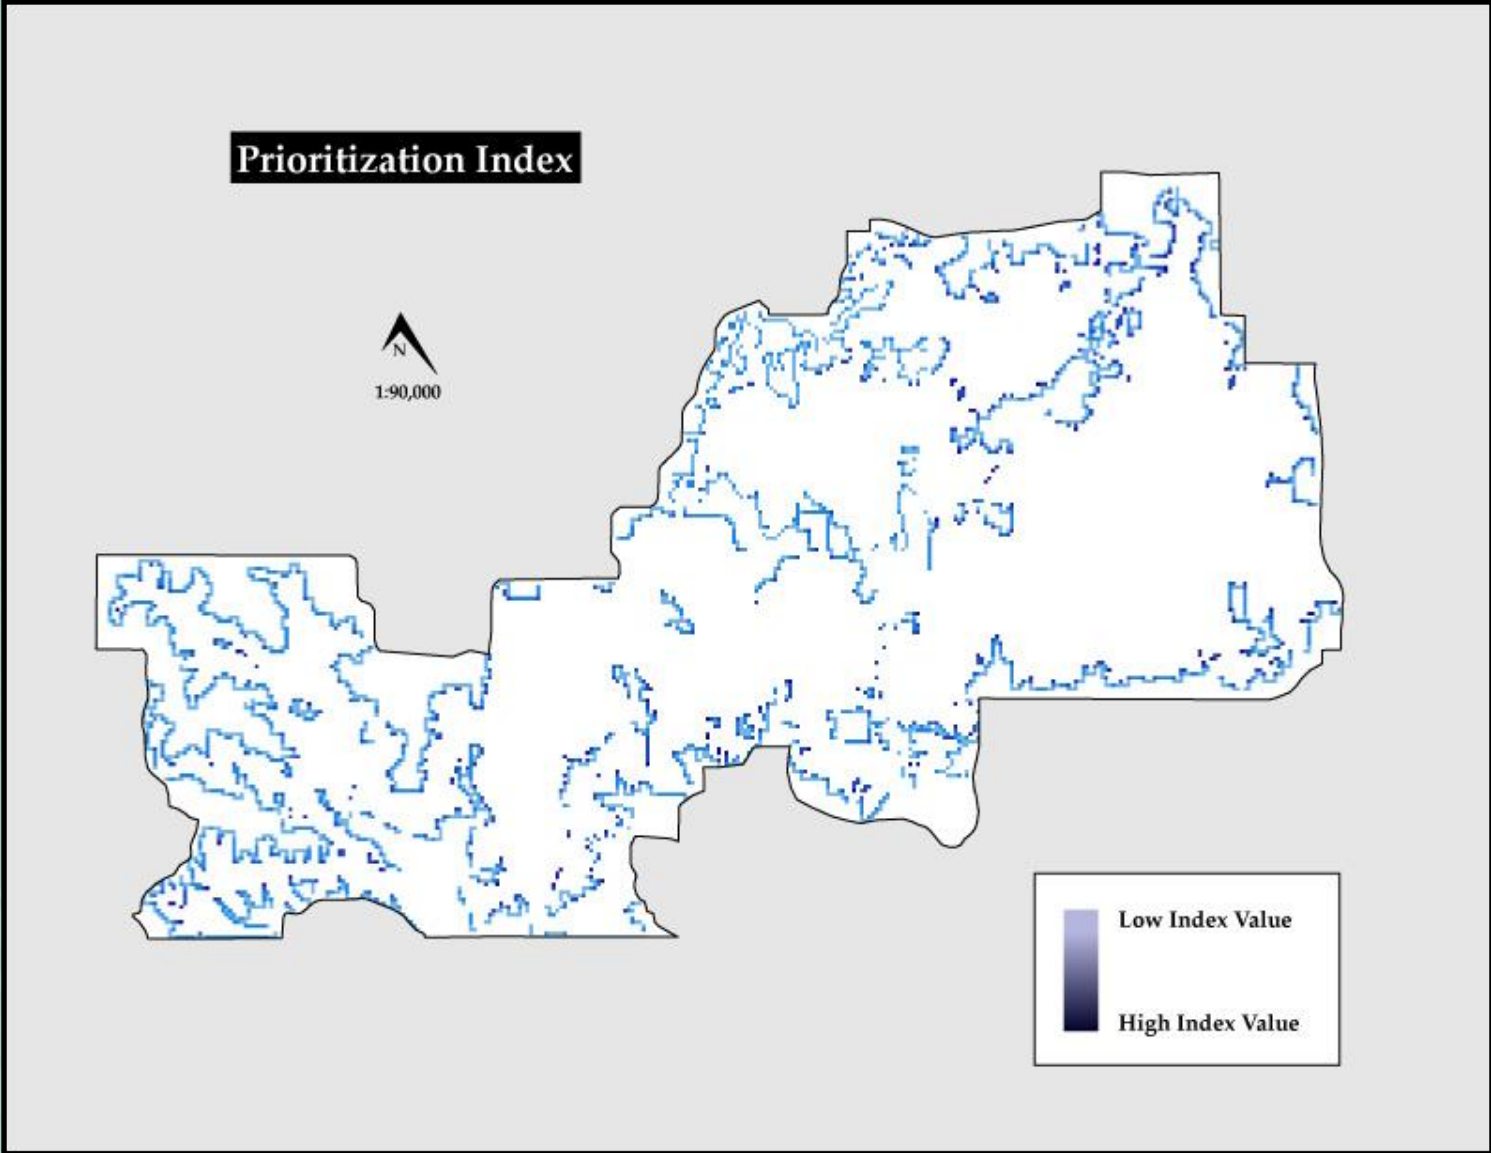 Prioritization Index
N
1:90,000
Low Index Value
High Index Value